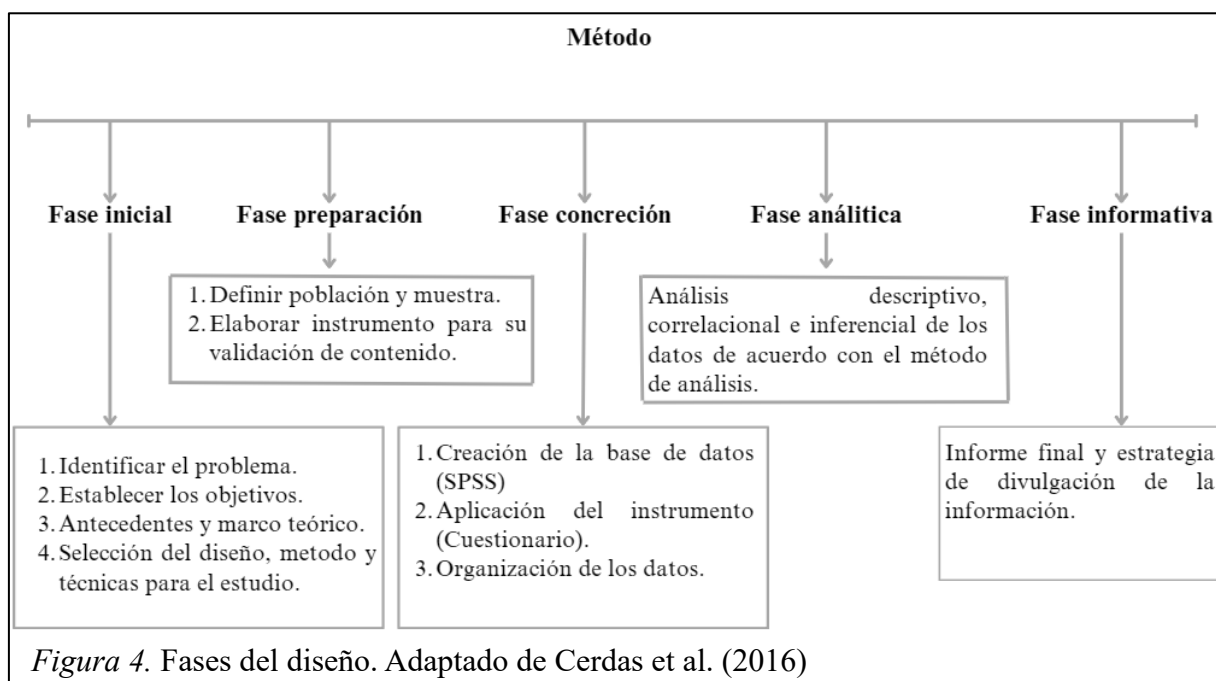 Método
Fase inicial
Fase preparación
Fase concreción
Fase análitica
Fase informativa
1. Definir población y muestra.
2. Elaborar instrumento para su
validación de contenido.
Análisis descriptivo,
correlacional e inferencial de los
datos de acuerdo con el método
de análisis.
1. Identificar el problema.
2. Establecer los objetivos.
3. Antecedentes y marco teórico.
4. Selección del diseño, metodo y
técnicas para el estudio.
1. Creación de la base de datos
(SPSS)
2. Aplicación del instrumento
(Cuestionario).
3. Organización de los datos.
Informe final y estrategia
de divulgación de la
información.
Figura 4. Fases del diseño. Adaptado de Cerdas et al. (2016)